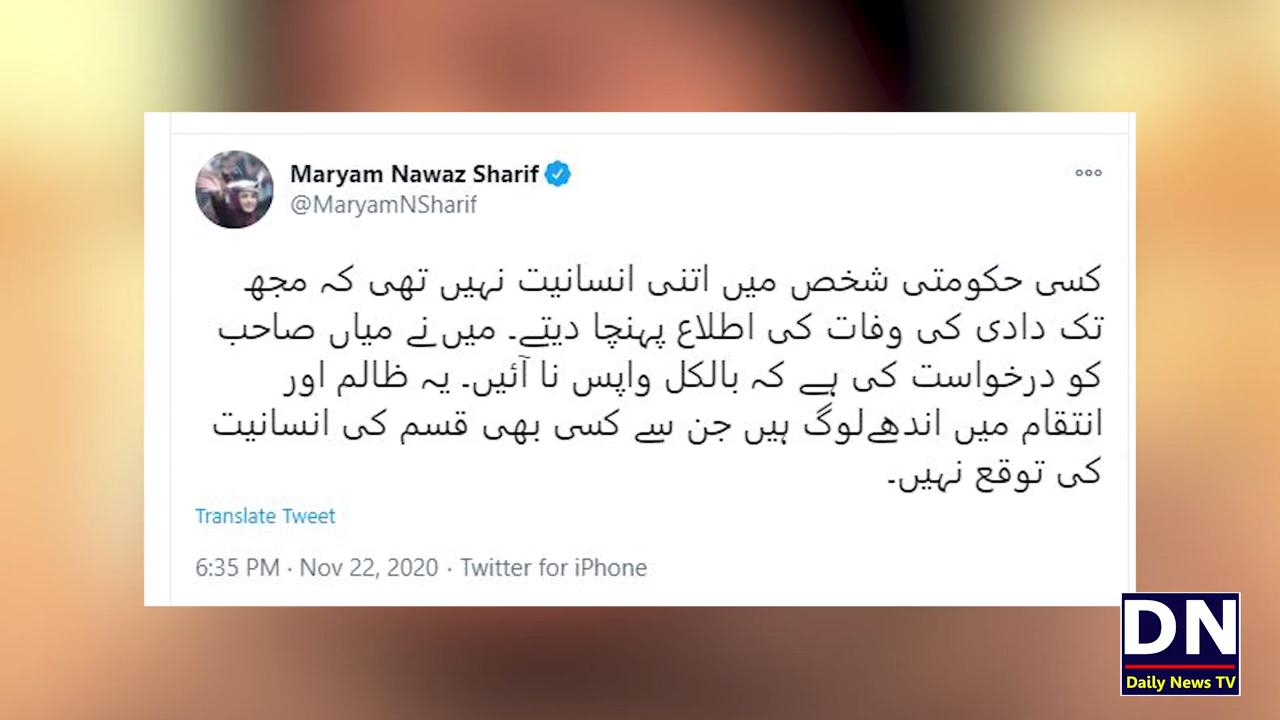 Maryam Nawaz Sharif
@MaryamNSharif
کسی حکومتی شخص میں اتنی انسانیت نہیں تھی کہ مجھ
تک دادی کی وفات کی اطلاع پہنچا دیتے۔ میں نے میاں صاحب
کو درخواست کی ہے کہ بالکل واپس نا آئیں۔ یہ ظالم اور
انتقام میں اندھےلوگ ہیں جن سے کسی بھی قسم کی انسانیت
کی توقع نہیں۔
Translate Tweet
6:35 PM · Nov 22, 2020 · Twitter for iPhone
DN
Daily News TV